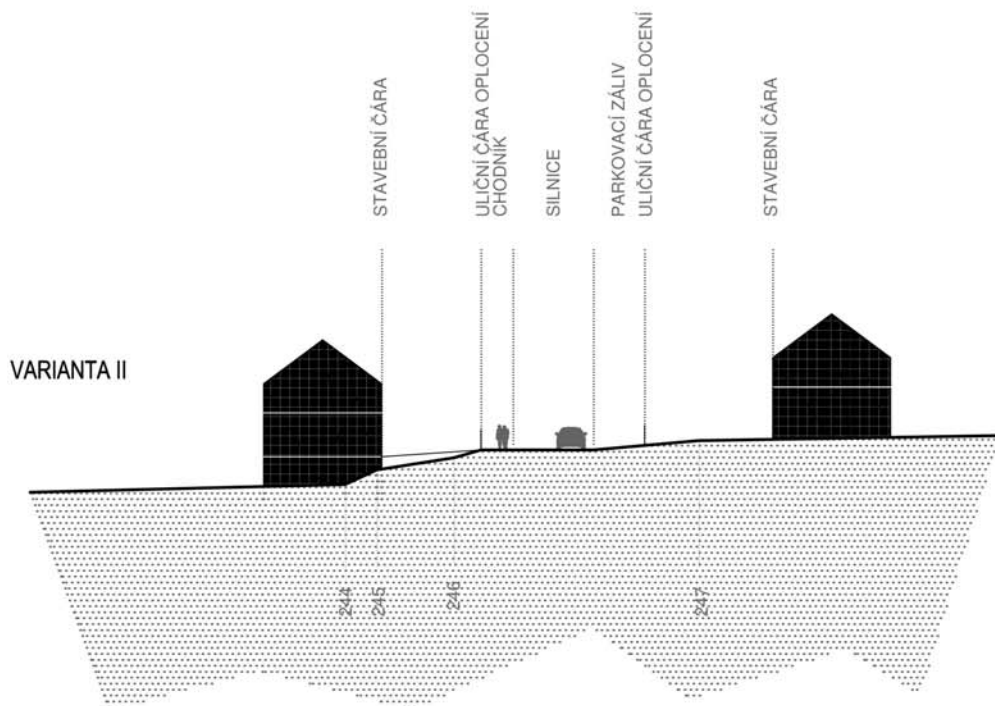 STAVEBNÍ ČÁRA
ULIČNÍ ČÁRA OPLOCENÍ
CHODNÍK
SILNICE
PARKOVACÍ ZÁLIV
ULIČNÍ ČÁRA OPLOCENÍ
STAVEBNÍ ČÁRA
VARIANTA II
244
245
246
247